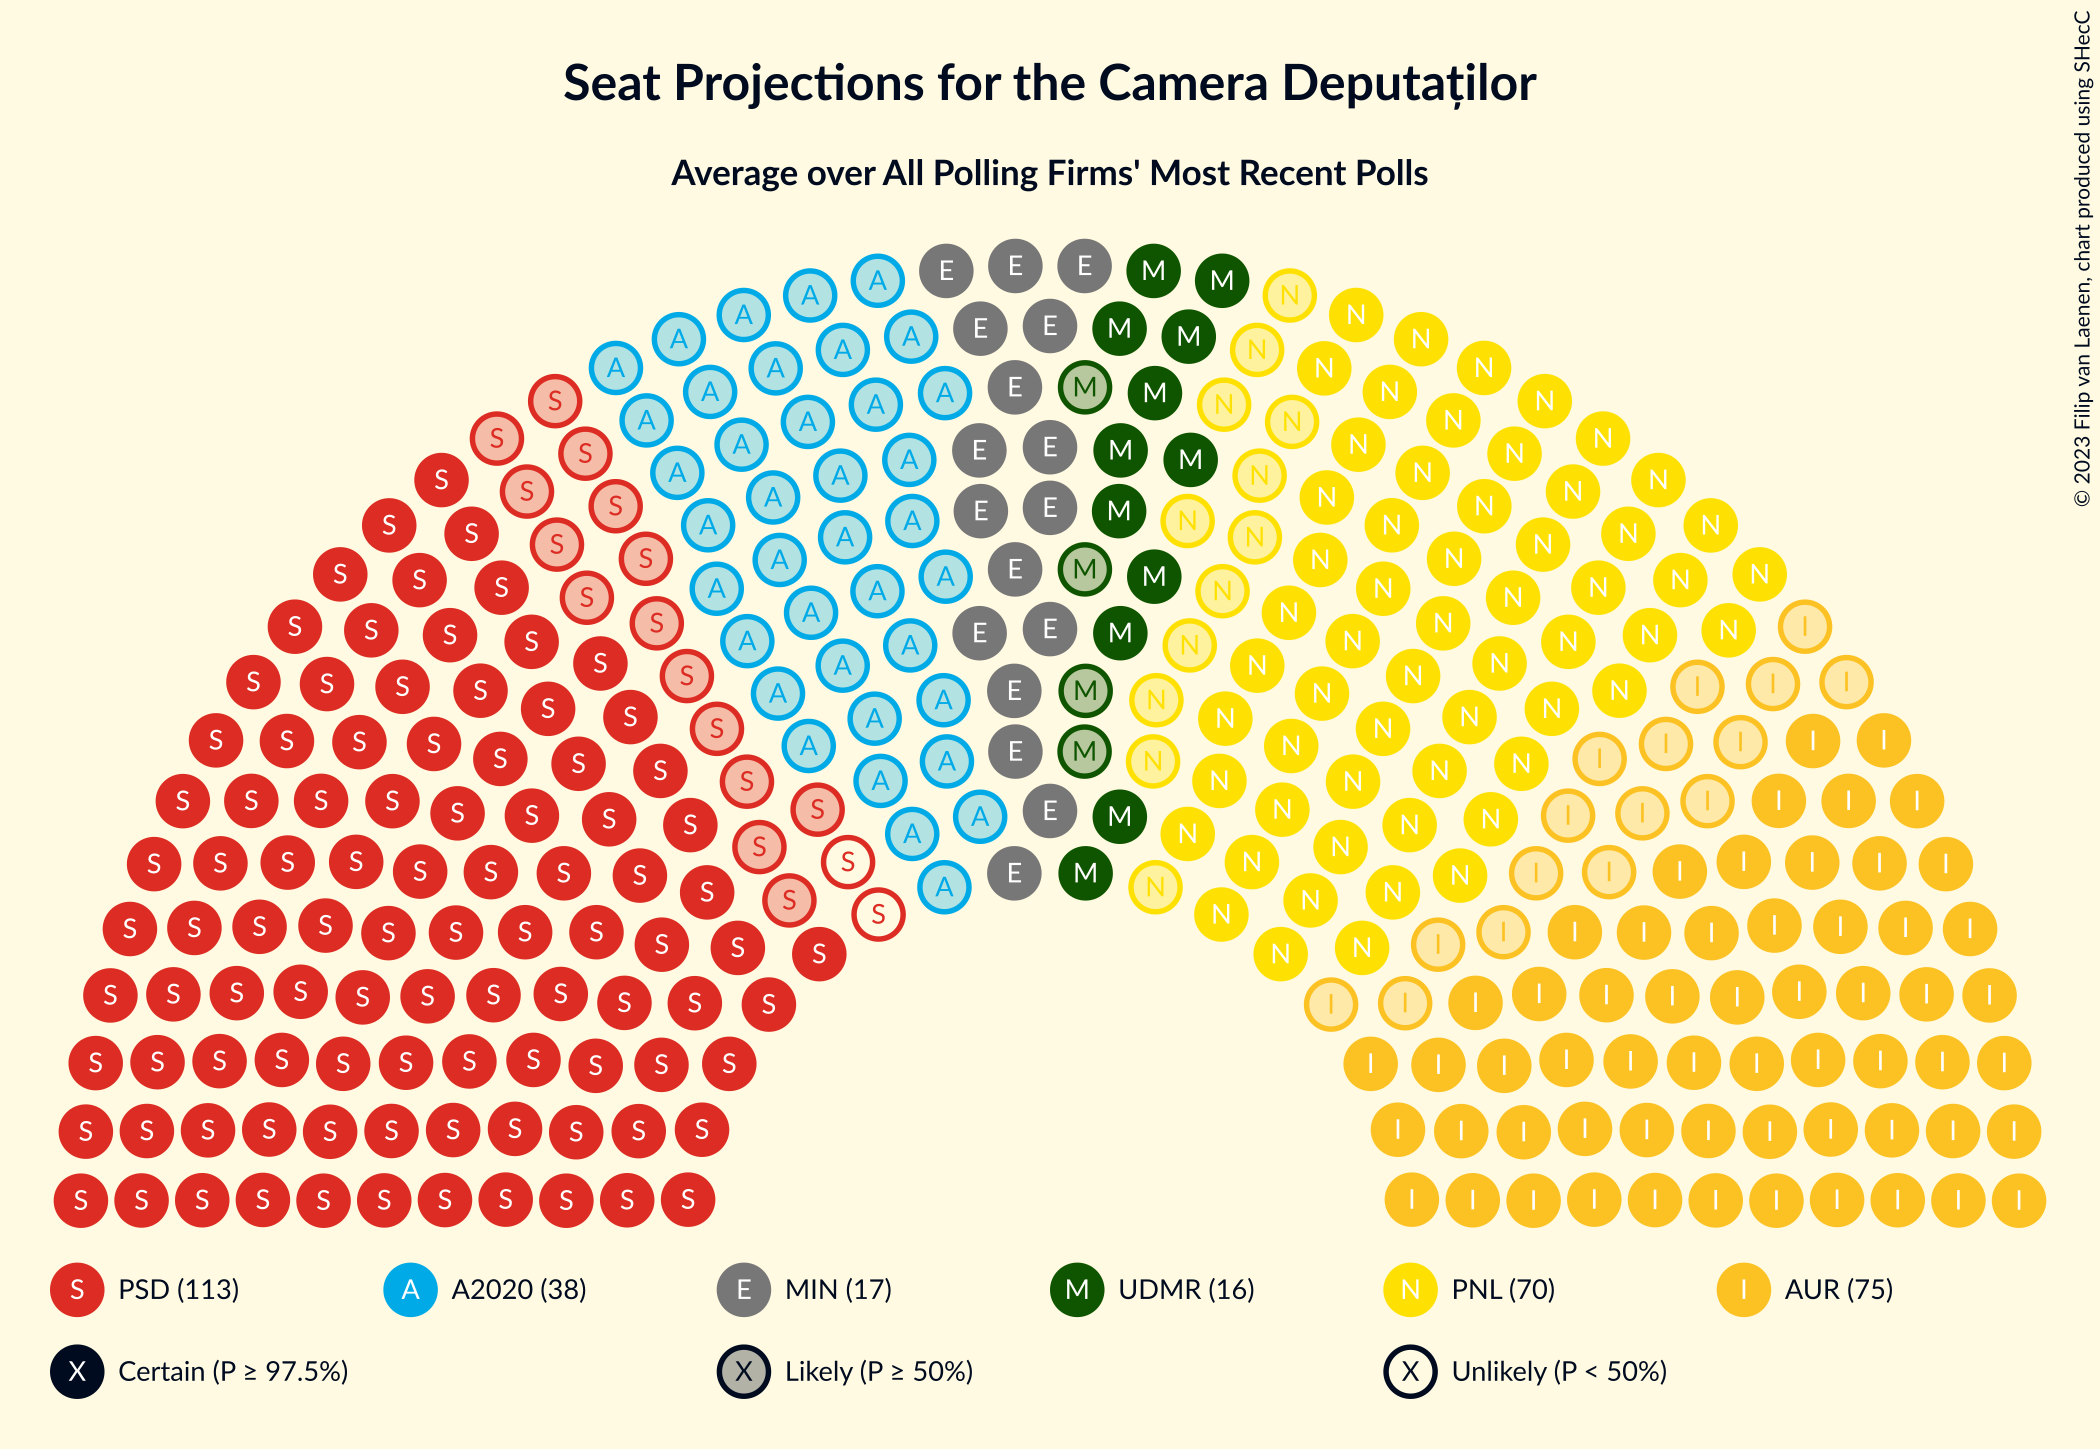 Seat Projections for the Camera Deputaților
Average over All Polling Firms' Most Recent Polls
© 2023 Filip van Laenen, chart produced using SHecC
S PSD (113) A A2020 (38) E MIN (17) M UDMR (16) N PNL (70) I AUR (75)
X Certain (P ≥ 97.5%) X Likely (P ≥ 50%) X Unlikely (P < 50%)